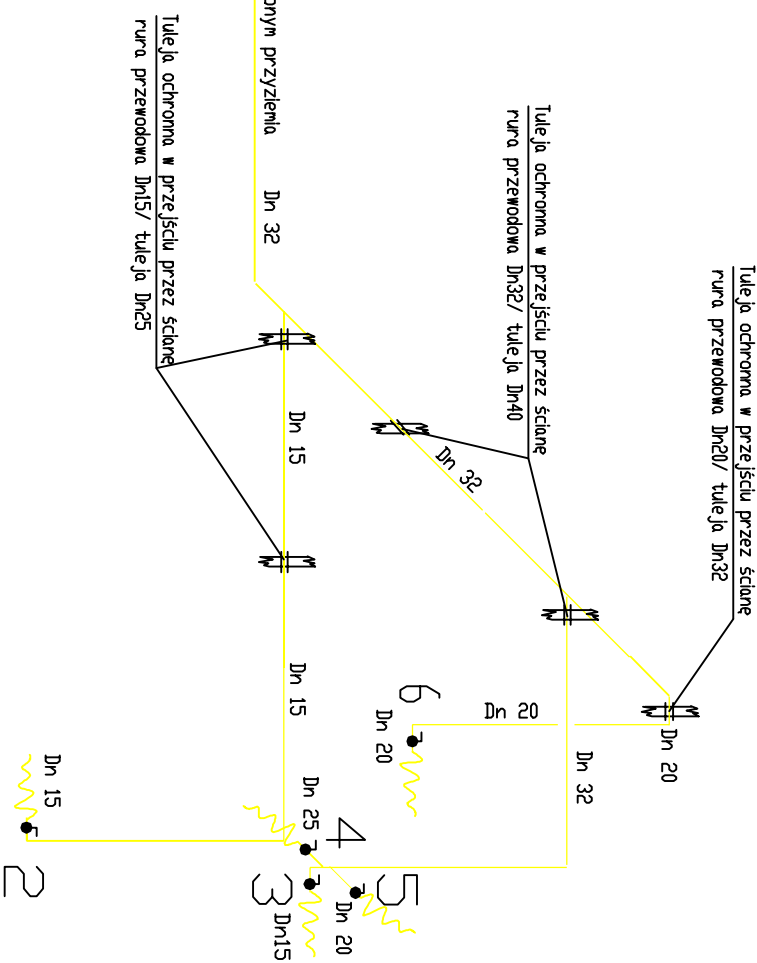 Tuleja ochronna w przejściu przez ścianę
rura przewodowa Dn20/ tuleja Dn32
Tuleja ochronna w przejściu przez ścianę
rura przewodowa Dn32/ tuleja Dn40
przyziemia
Dn 32
Tuleja ochronna w przejściu przez ścianę
rura przewodowa Dn15/ tuleja Dn25
Dn 15
Dn 32
Dn 15
6
Dn 20
Dn 20
Dn 20
Dn 32
Dn 15
2
Dn 25
4
3
Dn15
5
Dn 20